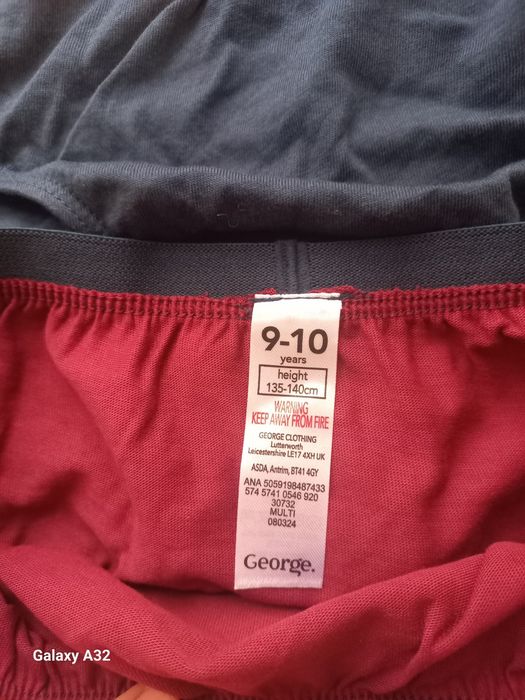 9-10
years
height
135-140cm
WARNING
KEEP AWAY FROM FIRE
GEORGE CLOTHING
Lutterworth
Leicestershire LE17 4XH UK
ASDA, Antrim, BT41 4GY
ANA 5059198487433
574 5741 0546 920
30732
MULTI
080324
George.
Galaxy A32